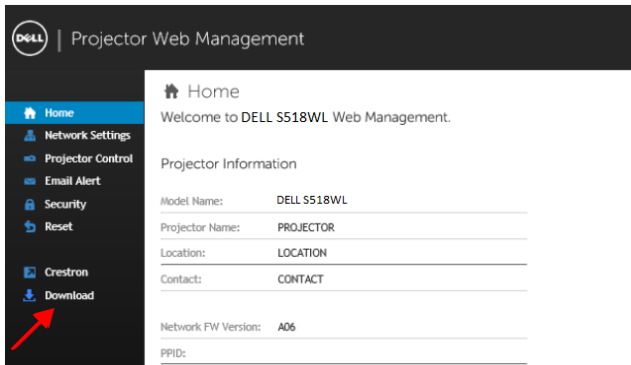 DELL | Projector Web Management
Home
Network Settings
Projector Control
Email Alert
Security
Reset
Crestron
Download
Home
Welcome to DELL S518WL Web Management.
Projector Information
Model Name: DELL S518WL
Projector Name: PROJECTOR
Location: LOCATION
Contact: CONTACT
Network FW Version: A06
PPID: